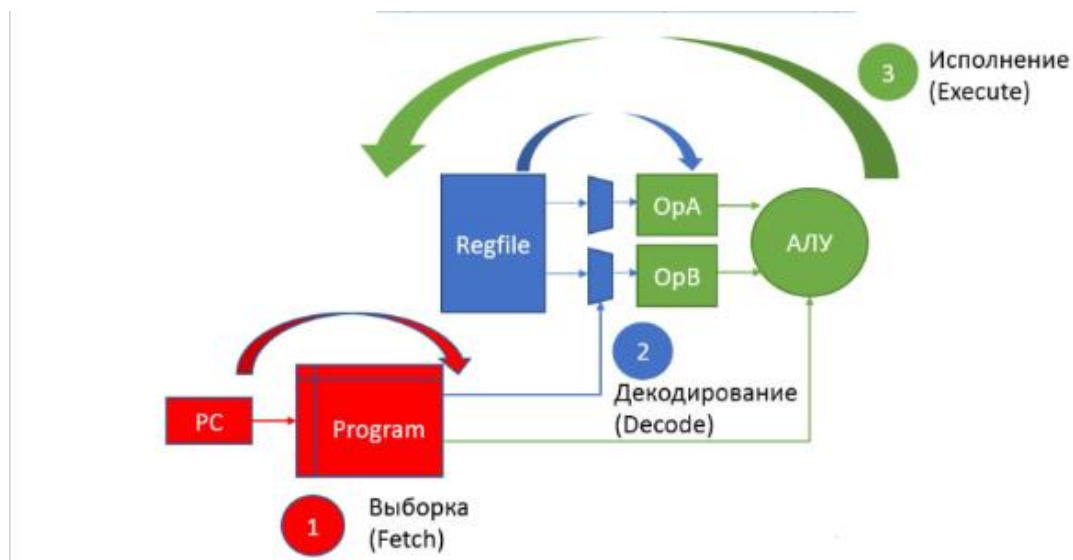 3
Исполнение
(Execute)
Regfile
OpA
OpB
АЛУ
2
Декодирование
(Decode)
PC
Program
1
Выборка
(Fetch)